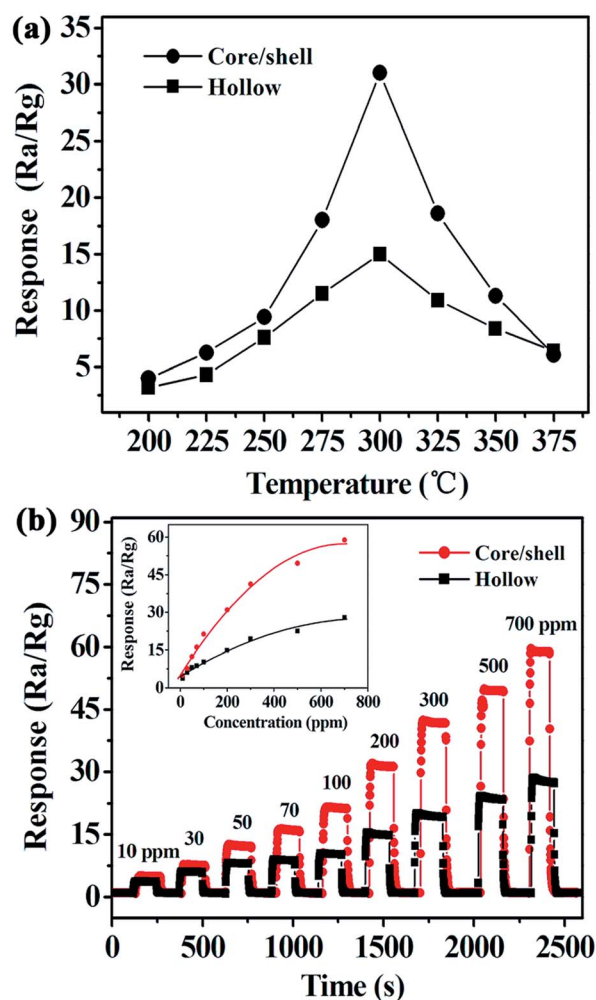 (a)
35
30
25
20
15
10
5
Response (Ra/Rg)
Core/shell
Hollow
200 225 250 275 300 325 350 375
Temperature (℃)
(b)
90
75
60
45
30
15
0
Response (Ra/Rg)
60
45
30
15
0
Response (Ra/Rg)
0 200 400 600 800
Concentration (ppm)
Core/shell
Hollow
10 ppm
30
50
70
100
200
300
500
700 ppm
0 500 1000 1500 2000 2500
Time (s)